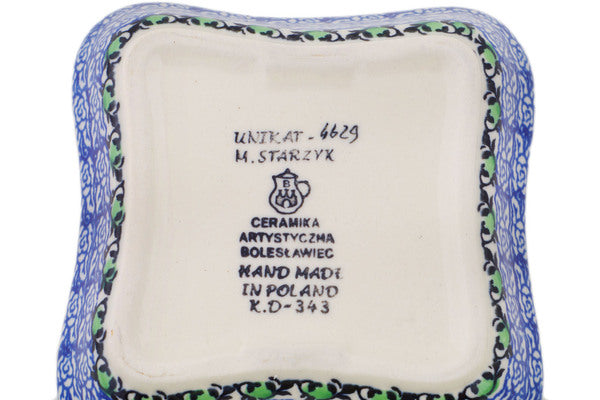 UNIKAT - 4629
M. STARZYK
B
CERAMIKA
ARTYSTYCZNA
BOLESŁAWIEC
HAND MADE
IN POLAND
K.D-343